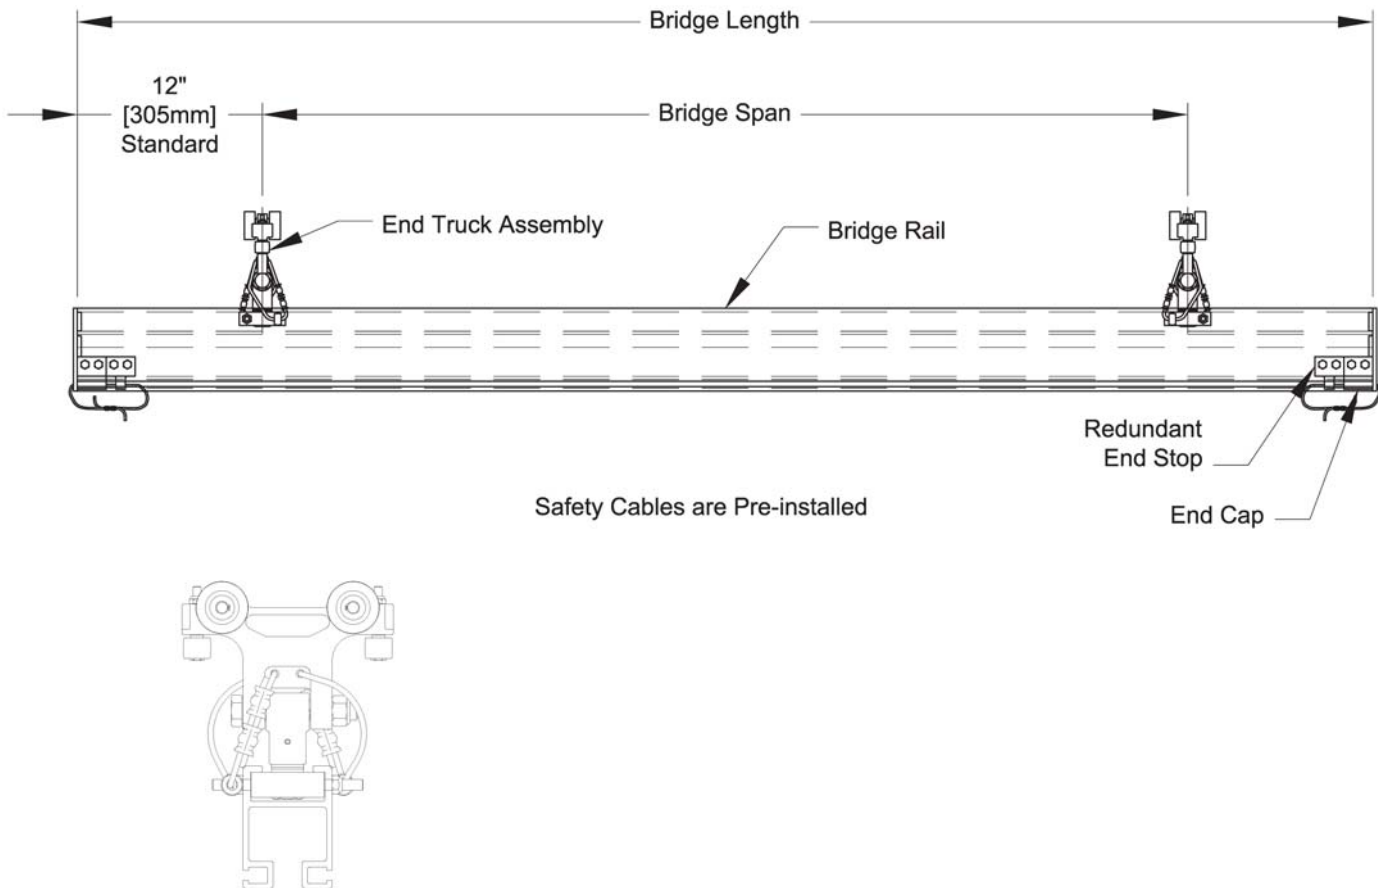 Bridge Length
12"
[305mm]
Standard
Bridge Span
End Truck Assembly
Bridge Rail
Redundant
End Stop
End Cap
Safety Cables are Pre-installed